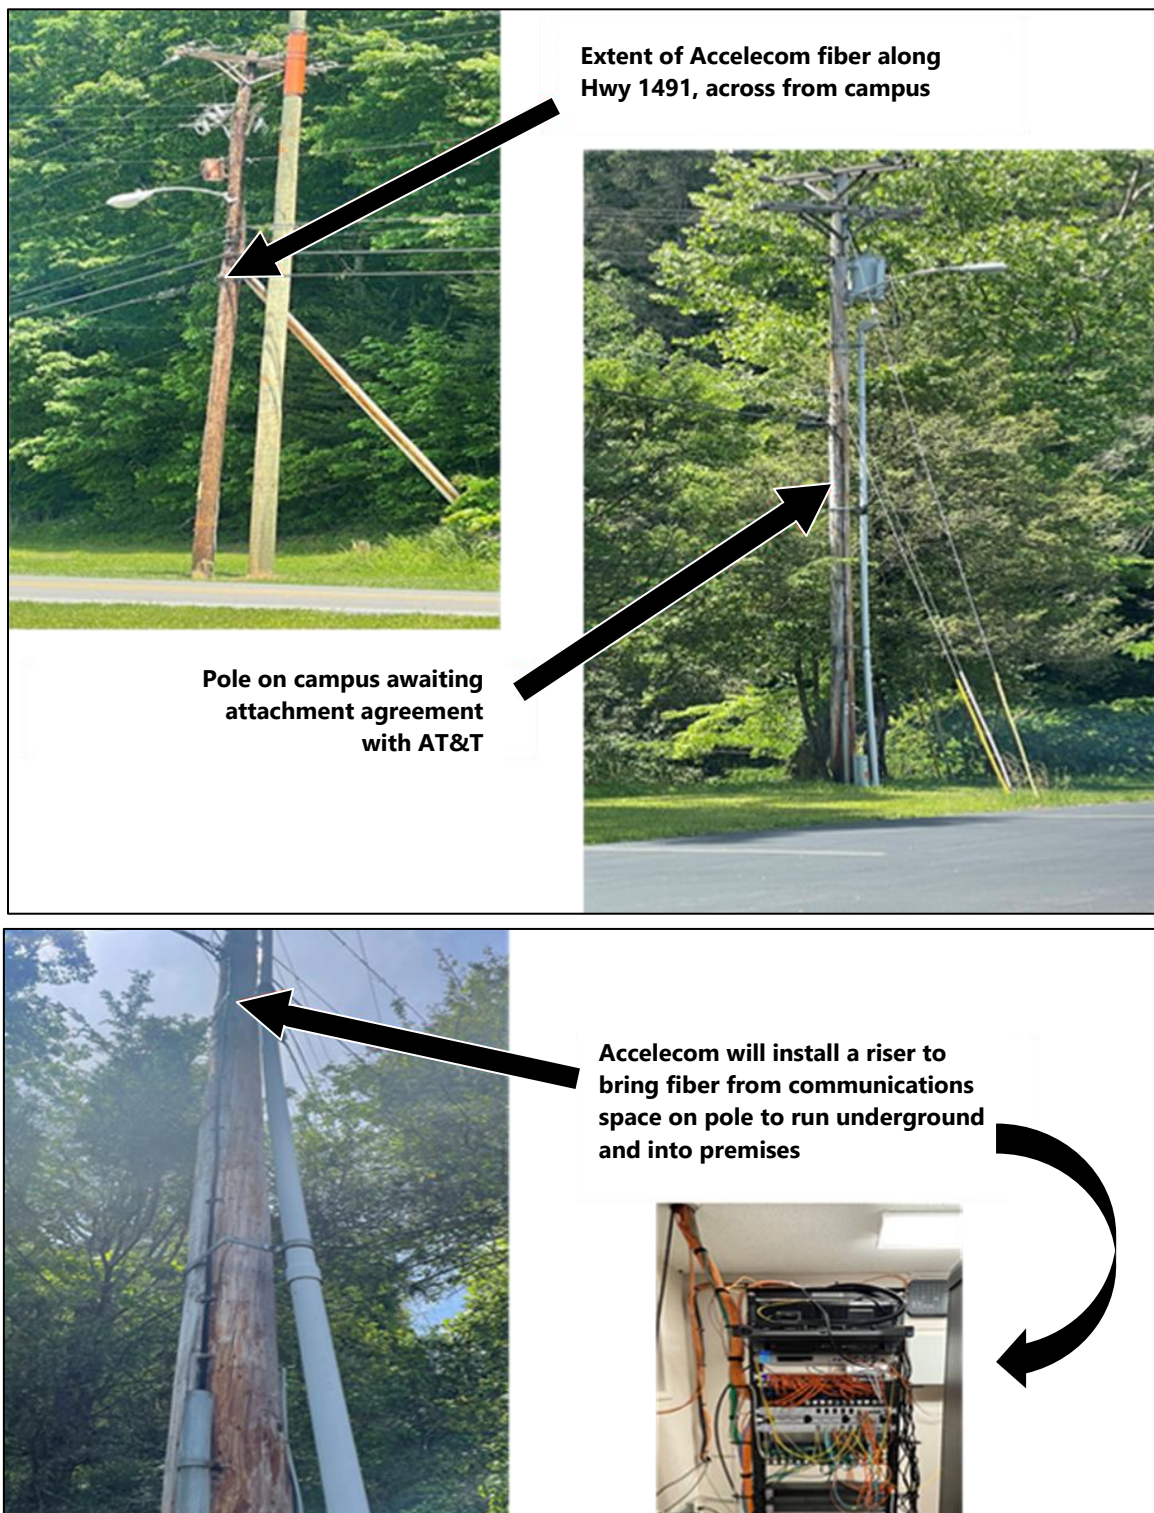 Extent of Accelecom fiber along
Hwy 1491, across from campus
Pole on campus awaiting
attachment agreement
with AT&T
Accelecom will install a riser to
bring fiber from communications
space on pole to run underground
and into premises